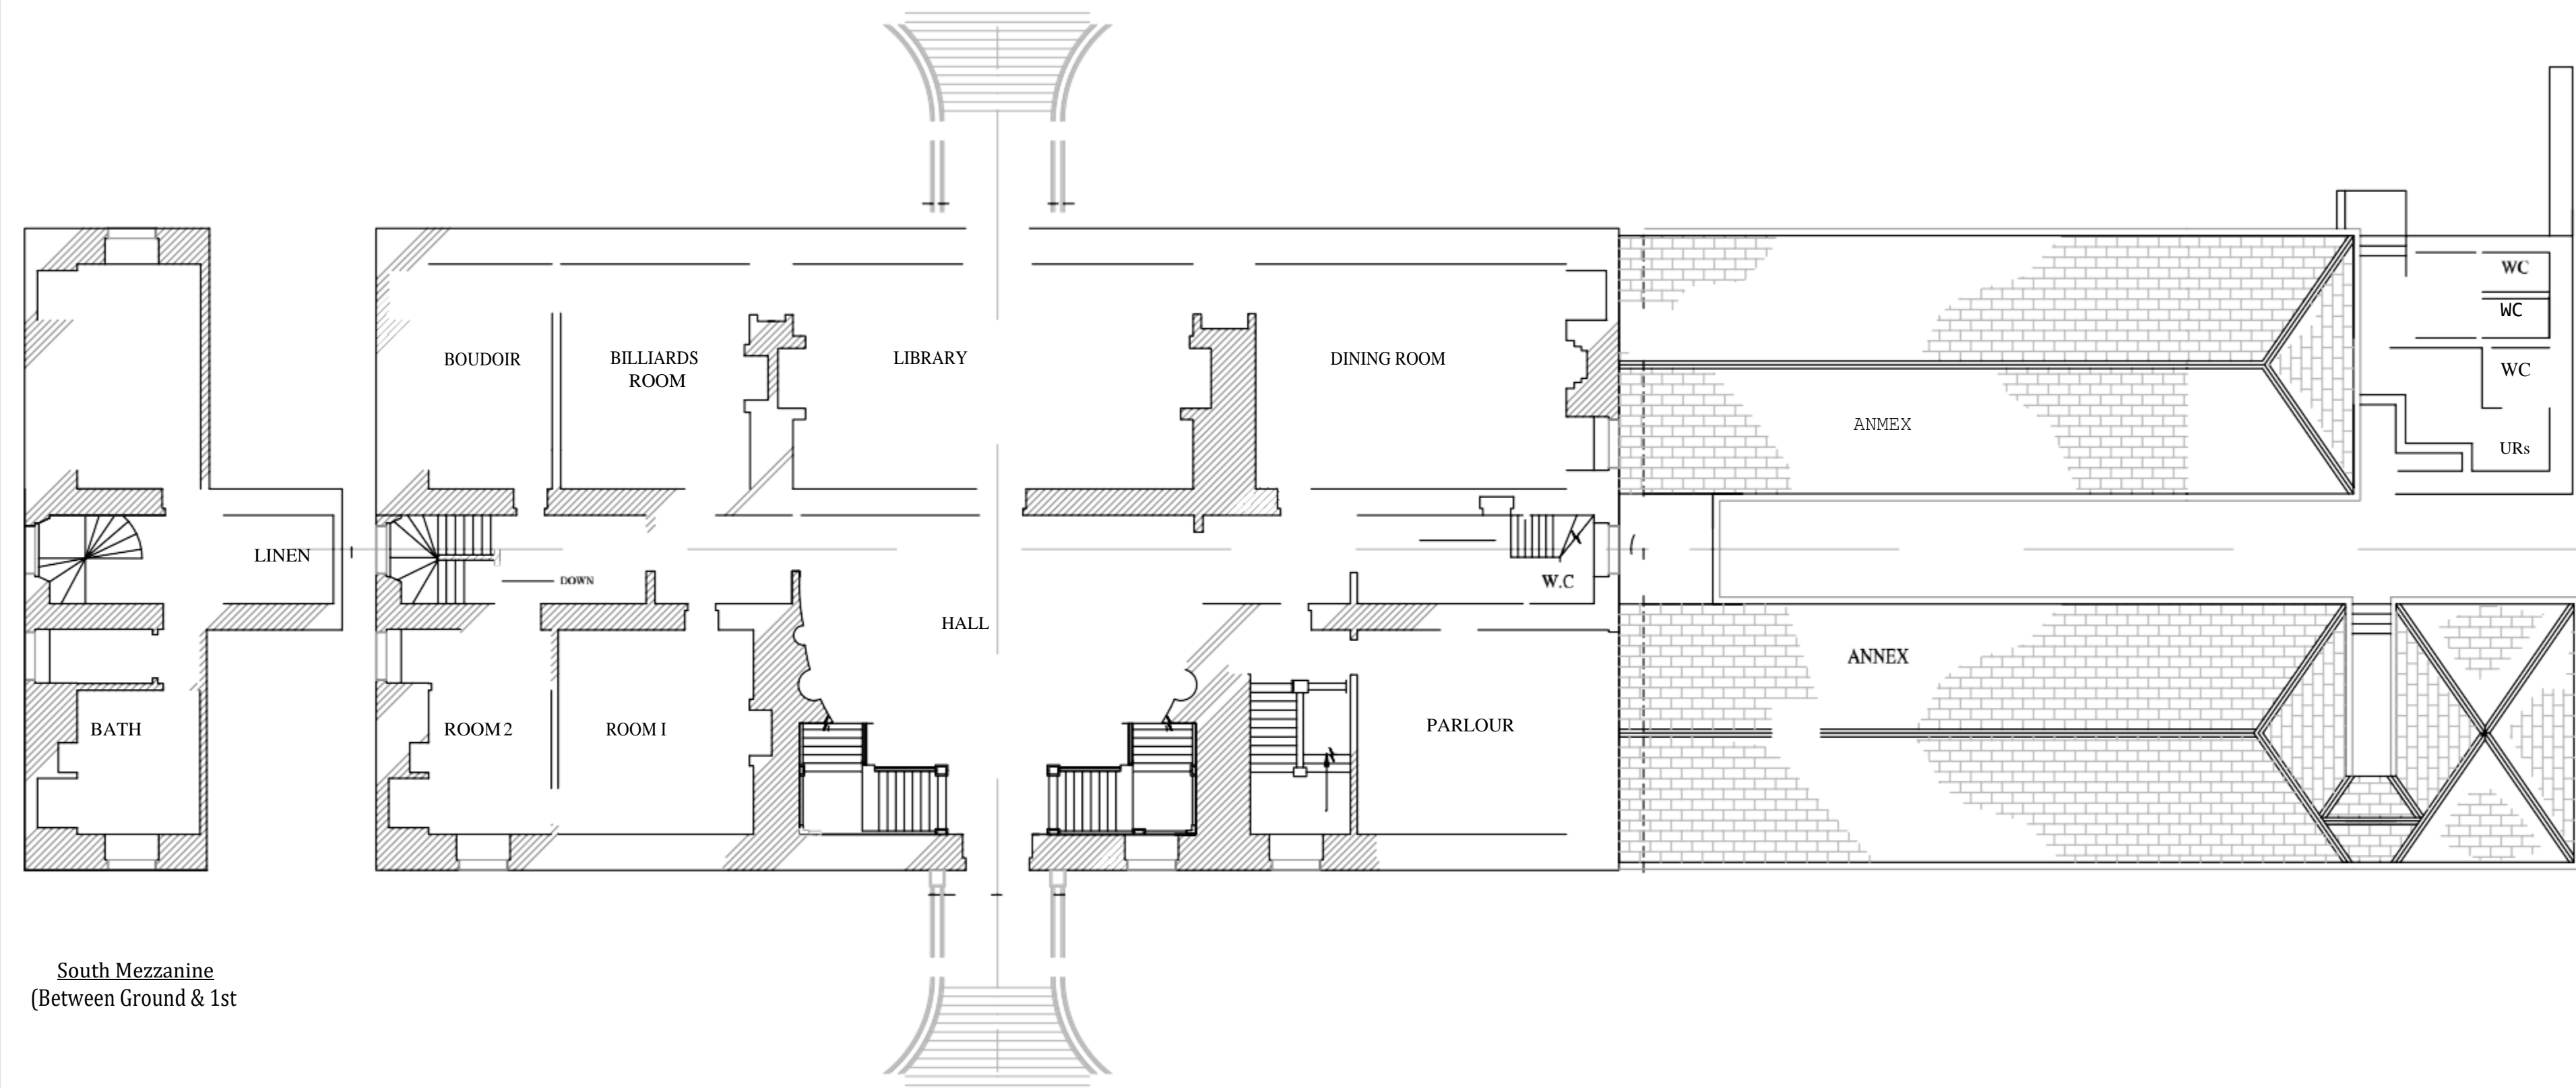 WC
WC
BOUDOIR
BILLIARDS
ROOM
LIBRARY
DINING ROOM
WC
ANMEX
URs
LINEN
DOWN
W.C
HALL
ANNEX
BATH
ROOM 2
ROOM I
PARLOUR
South Mezzanine
(Between Ground & 1st